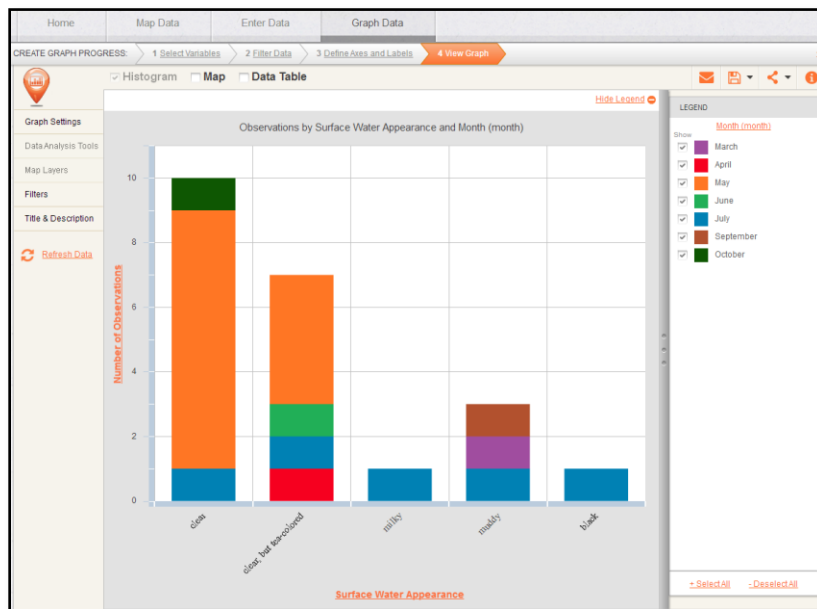 Home Map Data Enter Data Graph Data
CREATE GRAPH PROGRESS: 1 Select Variables 2 Filter Data 3 Define Axes and Labels 4 View Graph
Histogram Map Data Table
Hide Legend
Graph Settings
Data Analysis Tools
Map Layers
Filters
Title & Description
Refresh Data
Observations by Surface Water Appearance and Month (month)
Number of Observations
10
8
6
4
2
0
clear
clear, but tea-colored
milky
muddy
black
Surface Water Appearance
LEGEND
Month (month)
Show
March
April
May
June
July
September
October
+ Select All - Deselect All